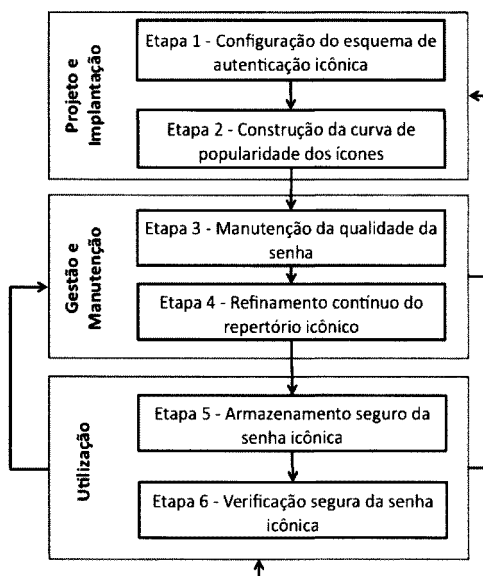 Projeto e
Implantação
Etapa 1 - Configuração do esquema de
autenticação icônica
Etapa 2 - Construção da curva de
popularidade dos ícones
Gestão e
Manutenção
Etapa 3 - Manutenção da qualidade da
senha
Etapa 4 - Refinamento contínuo do
repertório icônico
Utilização
Etapa 5 - Armazenamento seguro da
senha icônica
Etapa 6 - Verificação segura da senha
icônica